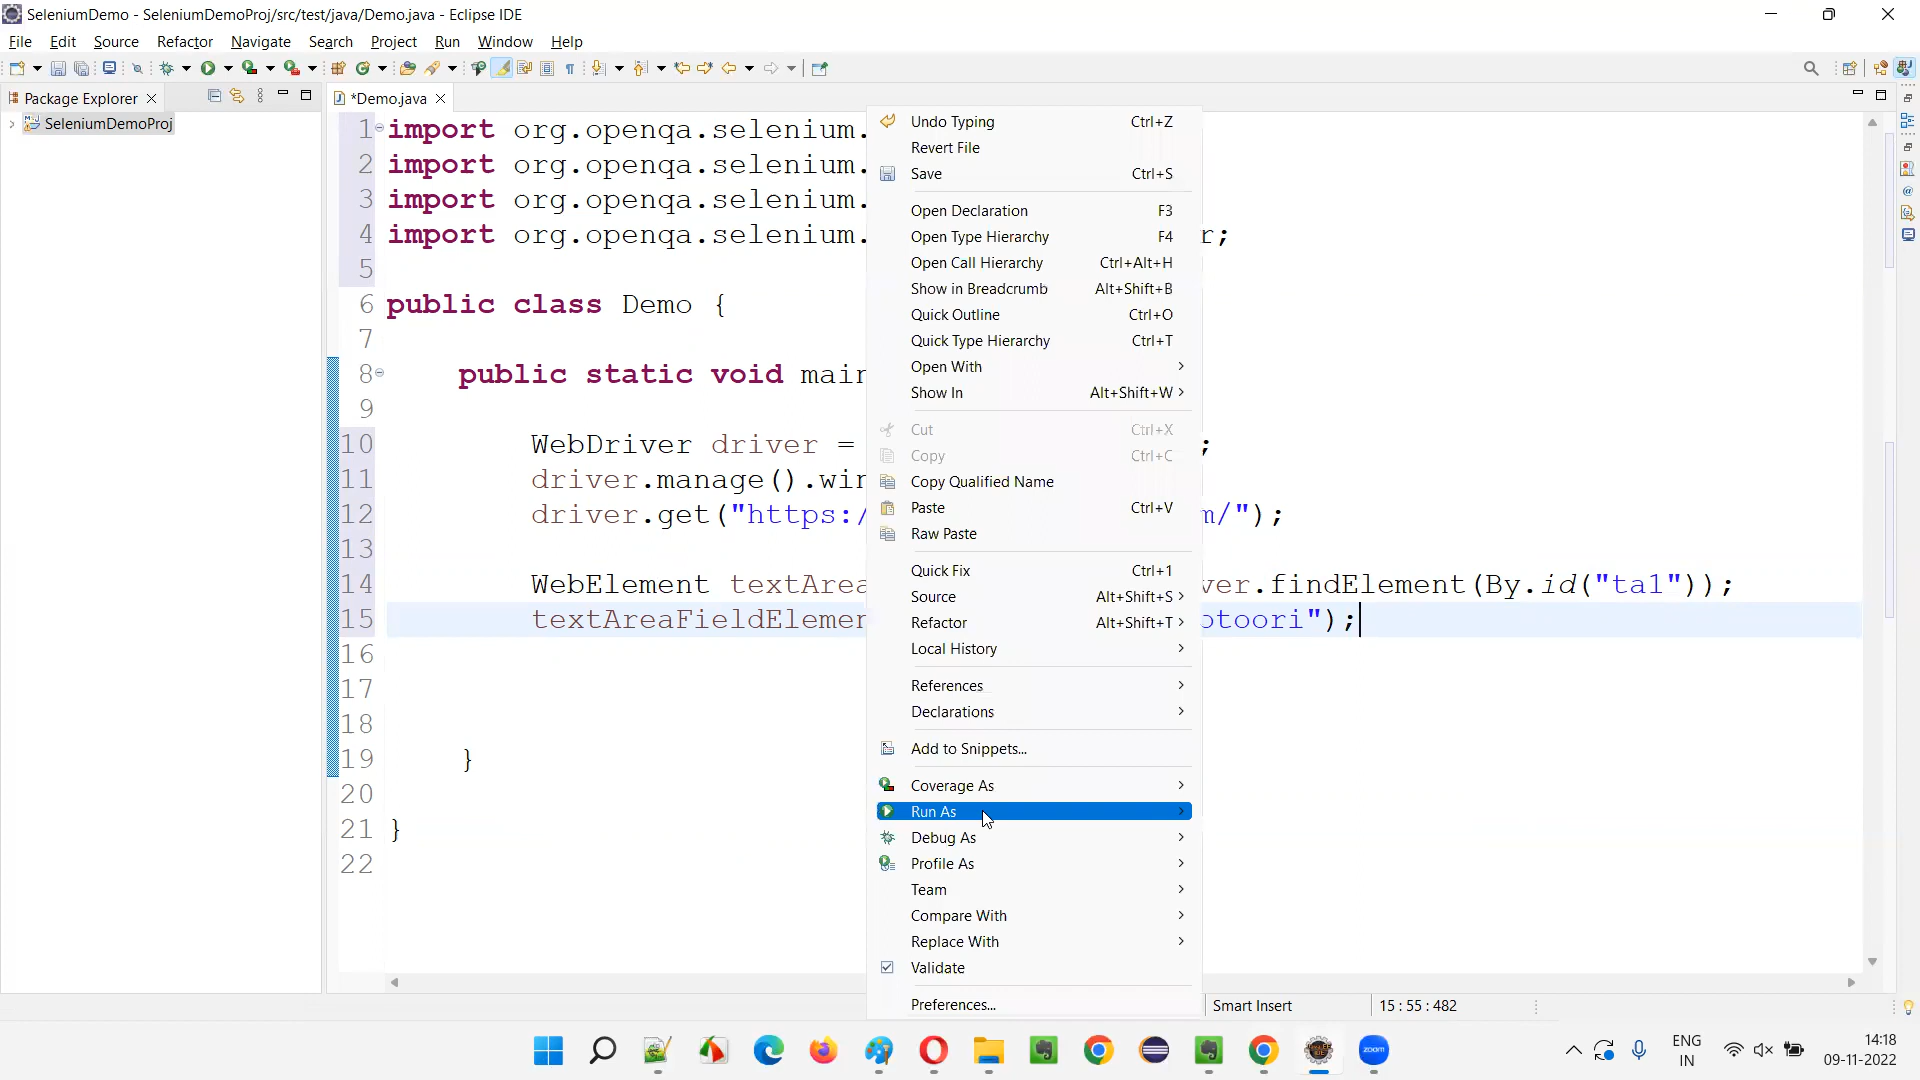 SeleniumDemo - SeleniumDemoProj/src/test/java/Demo.java - Eclipse IDE
File Edit Source Refactor Navigate Search Project Run Window Help
Package Explorer
*Demo.java
SeleniumDemoProj
1 import org.openqa.selenium.
2 import org.openqa.selenium.
3 import org.openqa.selenium.
4 import org.openqa.selenium. r;
5
6 public class Demo {
7
8 public static void main
9
10 WebDriver driver = ;
11 driver.manage().win
12 driver.get("https:/ m/");
13
14 WebElement textArea ver.findElement(By.id("ta1"));
15 textAreaFieldElemen otoori");
16
17
18
19 }
20
21 }
22
Undo Typing Ctrl+Z
Revert File
Save Ctrl+S
Open Declaration F3
Open Type Hierarchy F4
Open Call Hierarchy Ctrl+Alt+H
Show in Breadcrumb Alt+Shift+B
Quick Outline Ctrl+O
Quick Type Hierarchy Ctrl+T
Open With
Show In Alt+Shift+W
Cut Ctrl+X
Copy Ctrl+C
Copy Qualified Name
Paste Ctrl+V
Raw Paste
Quick Fix Ctrl+1
Source Alt+Shift+S
Refactor Alt+Shift+T
Local History
References
Declarations
Add to Snippets...
Coverage As
Run As
Debug As
Profile As
Team
Compare With
Replace With
Validate
Preferences...
Smart Insert 15 : 55 : 482
zoom
ENG
IN
14:18
09-11-2022